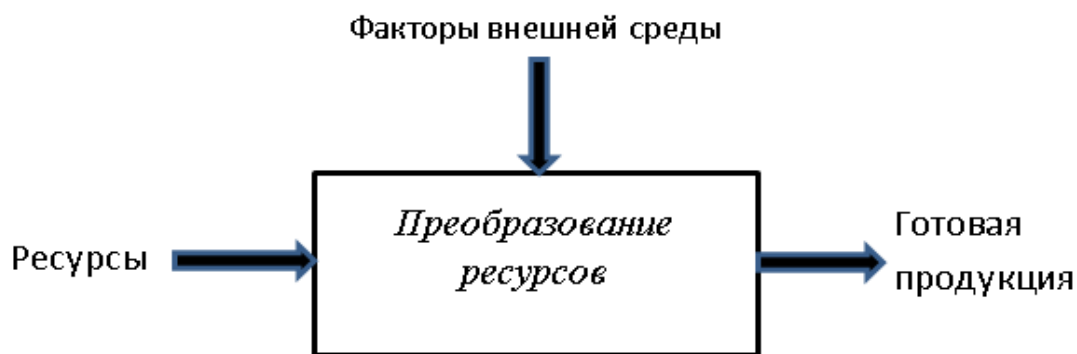 Факторы внешней среды
Преобразование
ресурсов
Ресурсы
Готовая
продукция